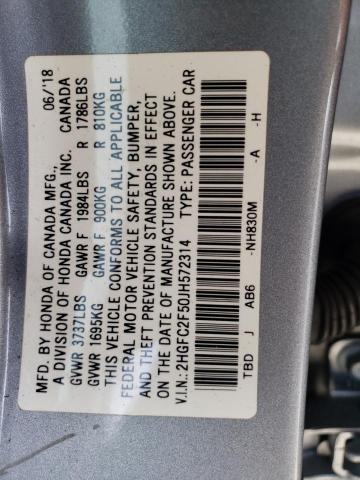 MFD. BY HONDA OF CANADA MFG., 06/'18
A DIVISION OF HONDA CANADA INC. CANADA
GVWR 3737LBS GAWR F 1984LBS R 1786LBS
GVWR 1695KG GAWR F 900KG R 810KG
THIS VEHICLE CONFORMS TO ALL APPLICABLE
FEDERAL MOTOR VEHICLE SAFETY, BUMPER,
AND THEFT PREVENTION STANDARDS IN EFFECT
ON THE DATE OF MANUFACTURE SHOWN ABOVE.
V.I.N.: 2HGFC2F50JH572314 TYPE: PASSENGER CAR
TBD J AB6 -NH830M -A -H